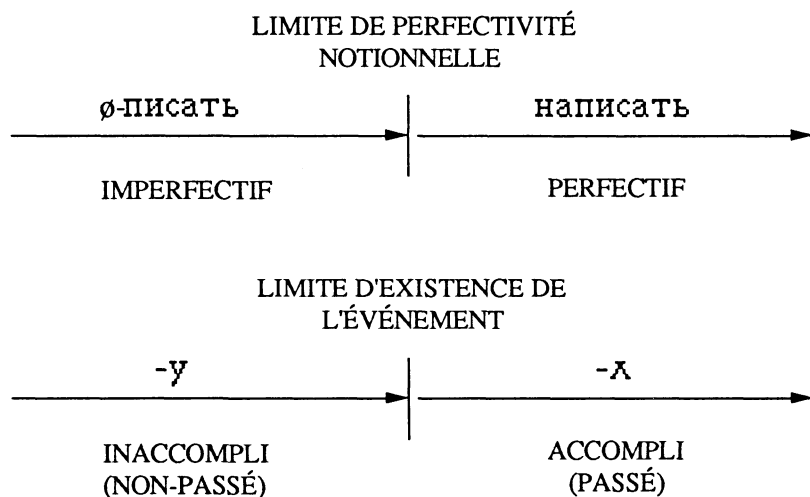 LIMITE DE PERFECTIVITÉ
NOTIONNELLE
ø-писать написать
IMPERFECTIF PERFECTIF
LIMITE D'EXISTENCE DE
L'ÉVÉNEMENT
-у -л
INACCOMPLI ACCOMPLI
(NON-PASSÉ) (PASSÉ)